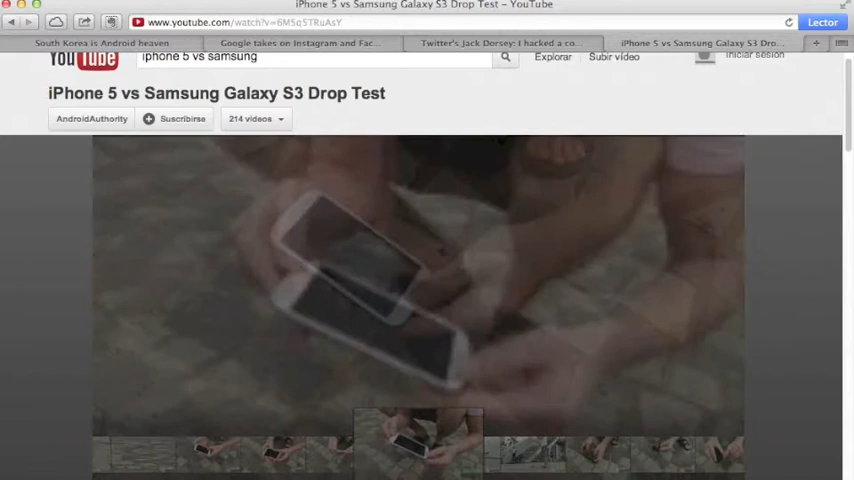 iPhone 5 vs Samsung Galaxy S3 Drop Test - YouTube
www.youtube.com/watch?v=6M5q5TRuAsY
Lector
South Korea is Android heaven
Google takes on Instagram and Fac...
Twitter's Jack Dorsey: I hacked a co...
iPhone 5 vs Samsung Galaxy S3 Dro...
YouTube
iphone 5 vs samsung
Explorar
Subir vídeo
Iniciar sesión
iPhone 5 vs Samsung Galaxy S3 Drop Test
AndroidAuthority
Suscribirse
214 vídeos